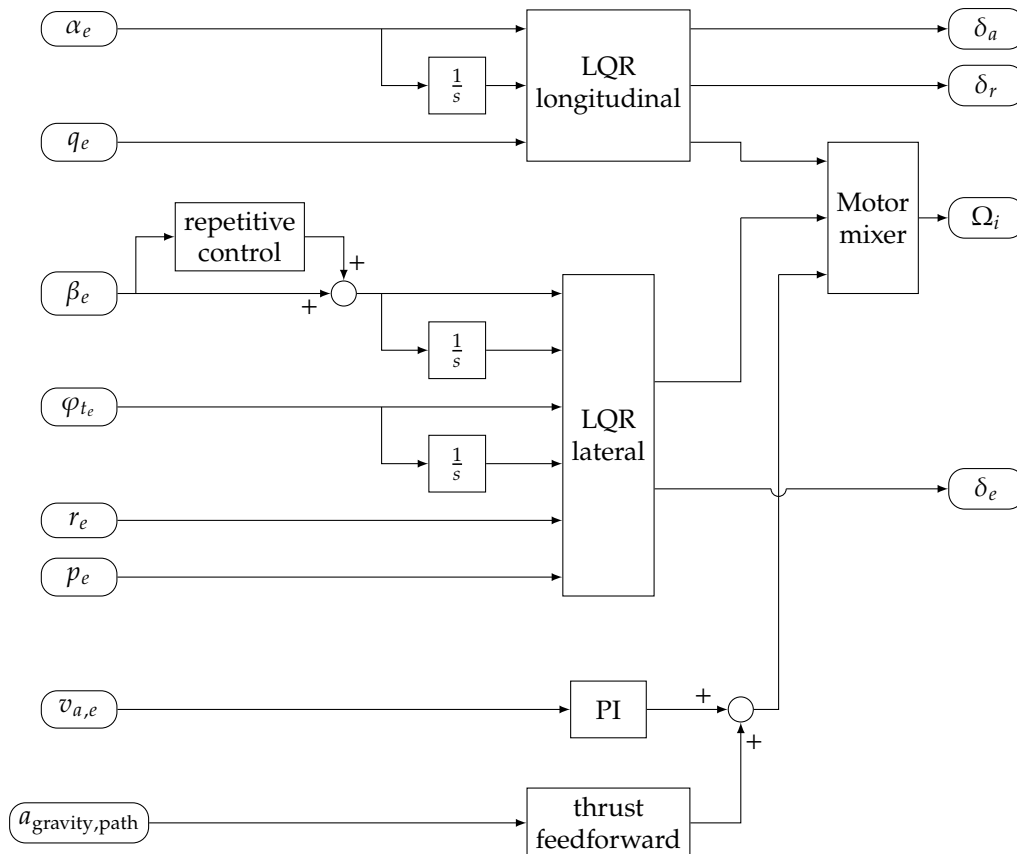 α_e
LQR
longitudinal
δ_a
1/s
δ_r
q_e
Motor
mixer
Ω_i
repetitive
control
+
β_e
+
1/s
φ_{t_e}
LQR
lateral
1/s
δ_e
r_e
p_e
v_{a,e}
PI
+
+
a_{gravity,path}
thrust
feedforward